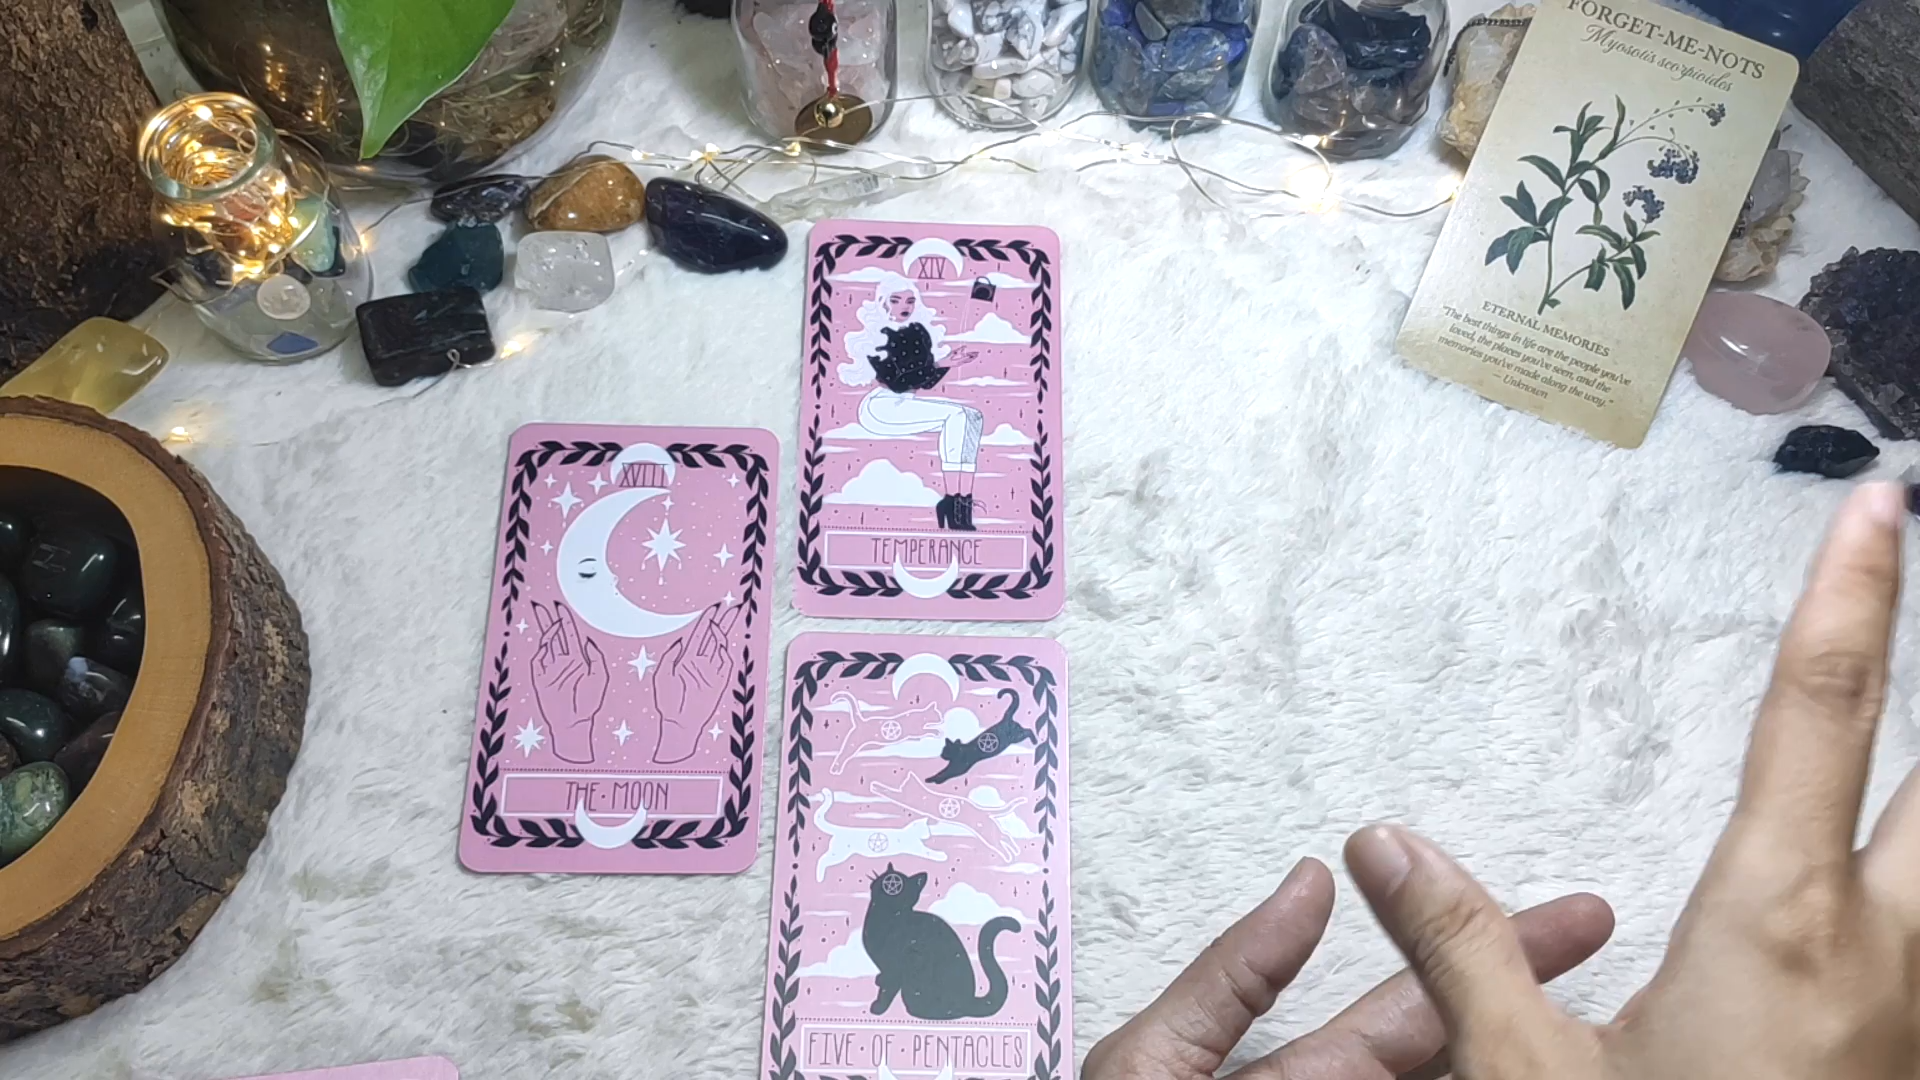 FORGET-ME-NOTS
Myosotis scorpioides
ETERNAL MEMORIES
"The best things in life are the people you've
loved, the places you've seen, and the
memories you've made along the way."
— Unknown
XIV
TEMPERANCE
XVIII
THE·MOON
FIVE·OF·PENTACLES